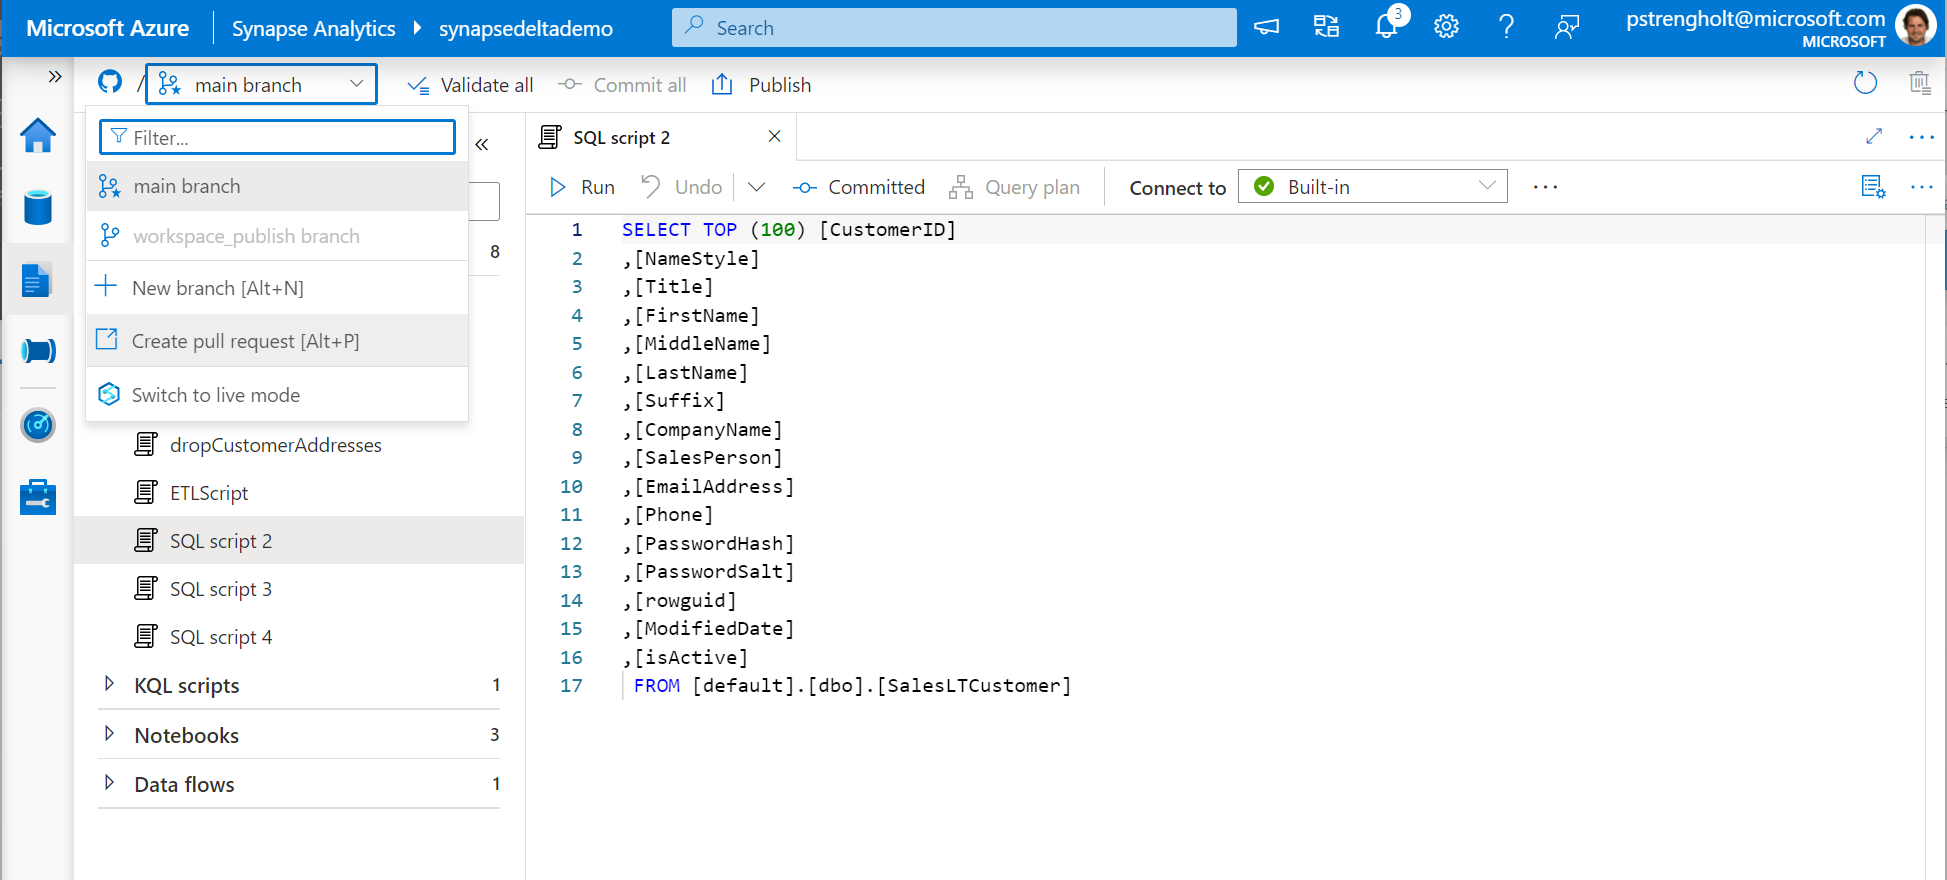 Microsoft Azure
Synapse Analytics
synapsedeltademo
Search
3
pstrengholt@microsoft.com
MICROSOFT
/
main branch
Validate all
Commit all
Publish
Filter...
main branch
workspace_publish branch
New branch [Alt+N]
Create pull request [Alt+P]
Switch to live mode
8
dropCustomerAddresses
ETLScript
SQL script 2
SQL script 3
SQL script 4
KQL scripts 1
Notebooks 3
Data flows 1
SQL script 2
Run
Undo
Committed
Query plan
Connect to
Built-in
1 SELECT TOP (100) [CustomerID]
2 ,[NameStyle]
3 ,[Title]
4 ,[FirstName]
5 ,[MiddleName]
6 ,[LastName]
7 ,[Suffix]
8 ,[CompanyName]
9 ,[SalesPerson]
10 ,[EmailAddress]
11 ,[Phone]
12 ,[PasswordHash]
13 ,[PasswordSalt]
14 ,[rowguid]
15 ,[ModifiedDate]
16 ,[isActive]
17 FROM [default].[dbo].[SalesLTCustomer]